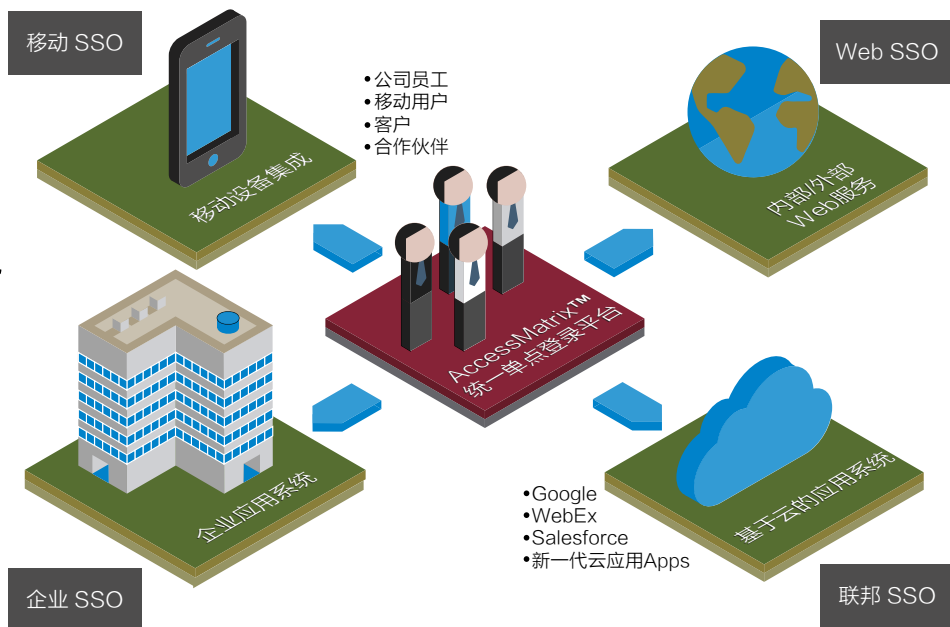 移动 SSO
Web SSO
•公司员工
•移动用户
•客户
•合作伙伴
移动设备集成
内部/外部
Web服务
AccessMatrix™
统一单点登录平台
企业应用系统
•Google
•WebEx
•Salesforce
•新一代云应用Apps
基于云的应用系统
企业 SSO
联邦 SSO